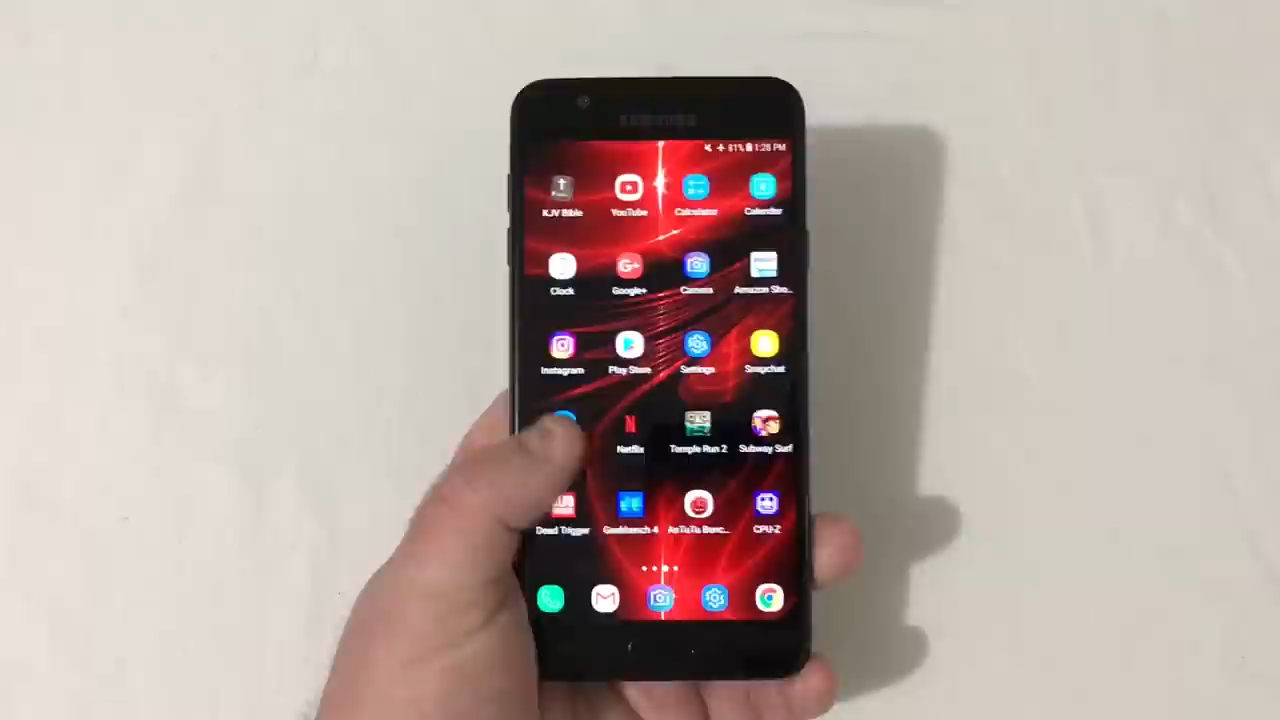 SAMSUNG
81% 1:28 PM
KJV Bible YouTube Calculator Calendar
Clock Google+ Camera Amazon Sho...
Instagram Play Store Settings Snapchat
Netflix Temple Run 2 Subway Surf
Dead Trigger Geekbench 4 AnTuTu Benc... CPU-Z